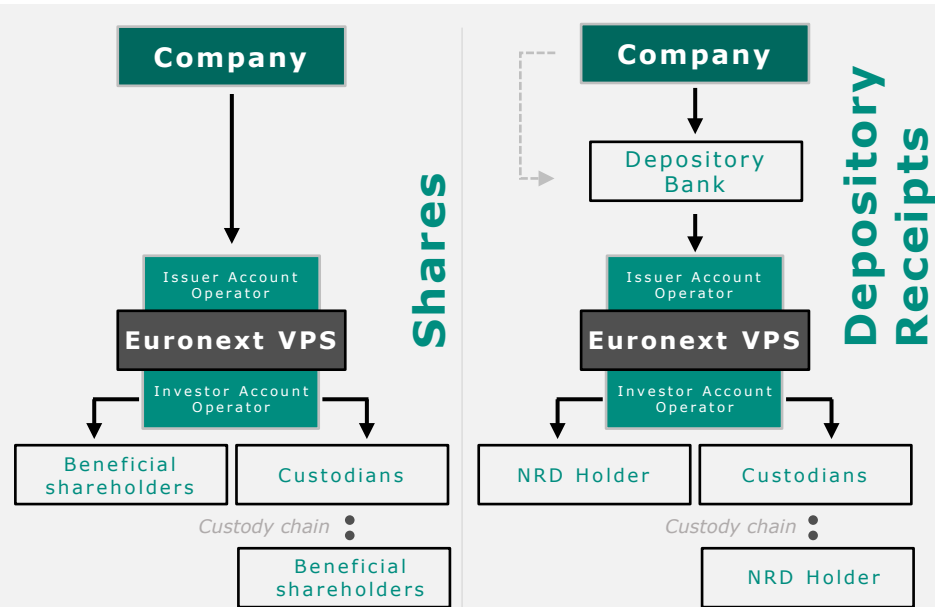 Company
Issuer Account
Operator
Euronext VPS
Investor Account
Operator
Beneficial
shareholders
Custodians
Custody chain
Beneficial
shareholders
Shares
Company
Depository
Bank
Issuer Account
Operator
Euronext VPS
Investor Account
Operator
NRD Holder
Custodians
Custody chain
NRD Holder
Depository
Receipts